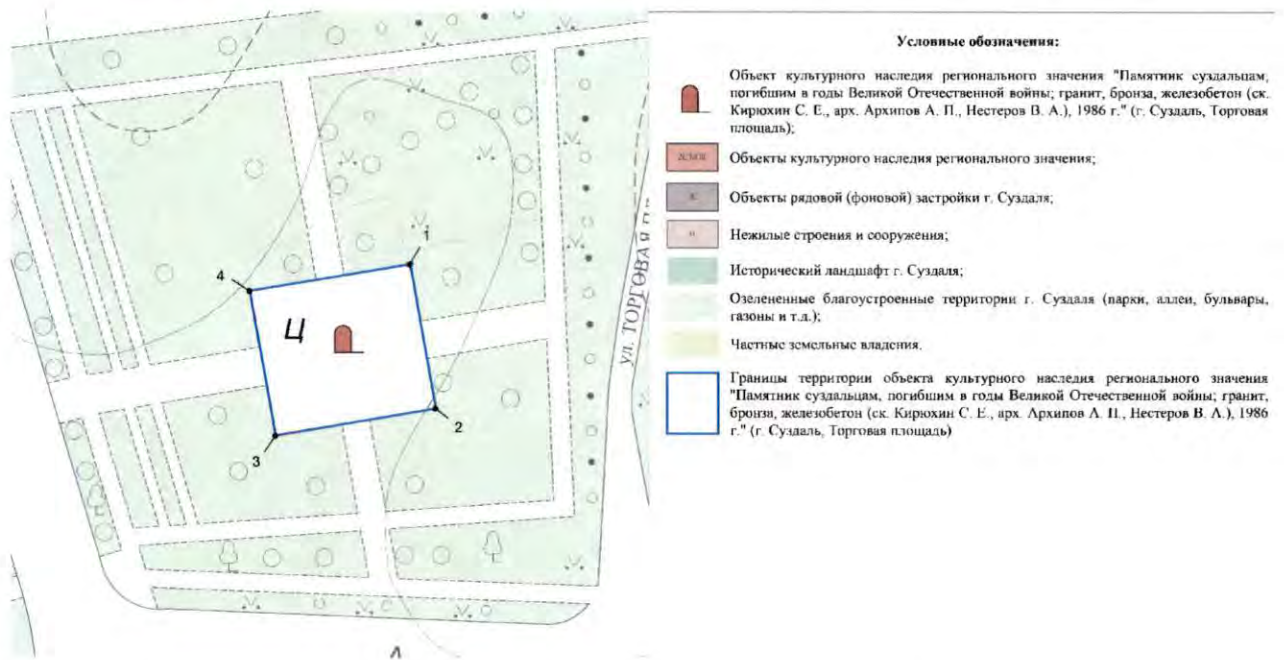 Условные обозначения:
Объект культурного наследия регионального значения "Памятник суздальцам,
погибшим в годы Великой Отечественной войны; гранит, бронза, железобетон (ск.
Кирюхин С. Е., арх. Архипов А. П., Нестеров В. А.), 1986 г." (г. Суздаль, Торговая
площадь);
Объекты культурного наследия регионального значения;
Объекты рядовой (фоновой) застройки г. Суздаля;
Нежилые строения и сооружения;
Исторический ландшафт г. Суздаля;
Озелененные благоустроенные территории г. Суздаля (парки, аллеи, бульвары,
газоны и т.д.);
Частные земельные владения.
Границы территории объекта культурного наследия регионального значения
"Памятник суздальцам, погибшим в годы Великой Отечественной войны; гранит,
бронза, железобетон (ск. Кирюхин С. Е., арх. Архипов А. П., Нестеров В. А.), 1986
г." (г. Суздаль, Торговая площадь)
1
4
Ц
2
3
ул. ТОРГОВАЯ